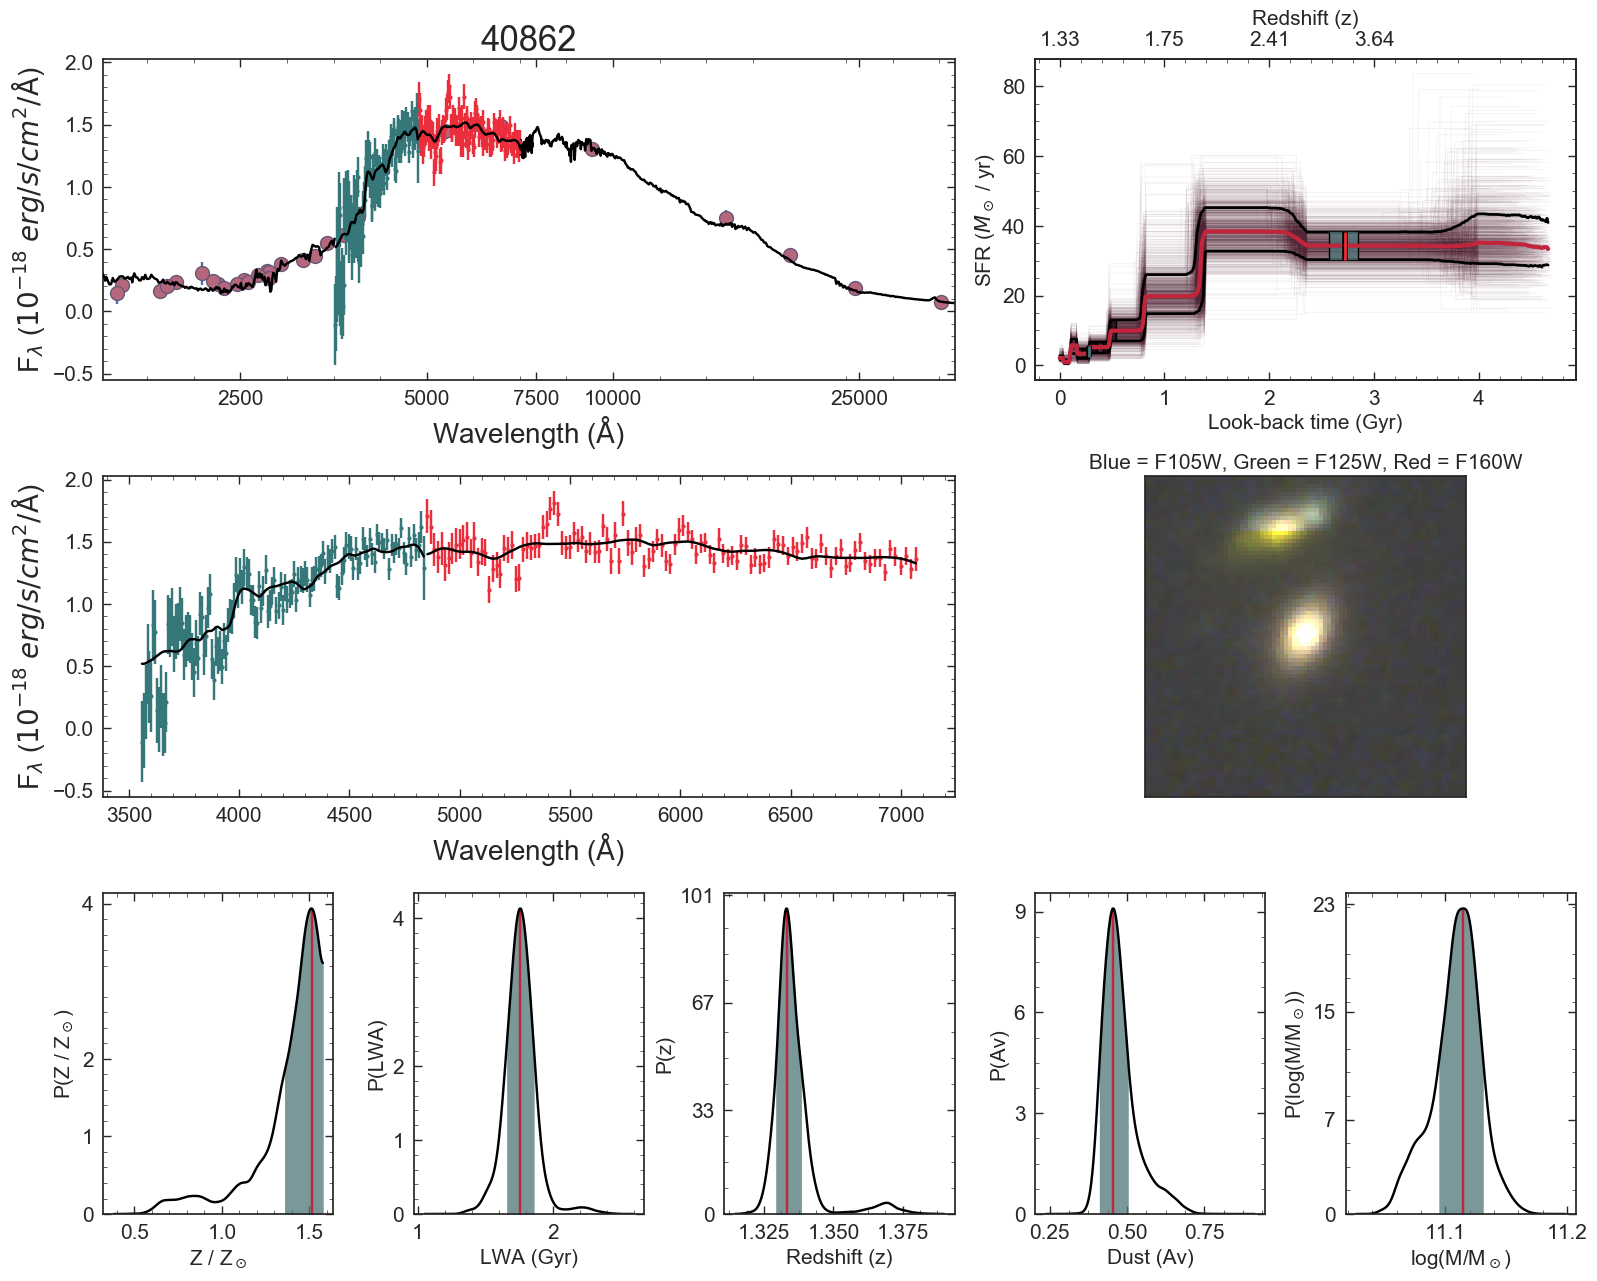 40862
2.0
1.5
1.0
0.5
0.0
−0.5
F_λ (10^{−18} erg/s/cm^2/Å)
2500 5000 7500 10000 25000
Wavelength (Å)
Redshift (z)
1.33 1.75 2.41 3.64
80
60
40
20
0
SFR (M_⊙ / yr)
0 1 2 3 4
Look-back time (Gyr)
2.0
1.5
1.0
0.5
0.0
−0.5
F_λ (10^{−18} erg/s/cm^2/Å)
3500 4000 4500 5000 5500 6000 6500 7000
Wavelength (Å)
Blue = F105W, Green = F125W, Red = F160W
4
2
1
0
P(Z / Z_⊙)
0.5 1.0 1.5
Z / Z_⊙
4
2
1
0
P(LWA)
1 2
LWA (Gyr)
101
67
33
0
P(z)
1.325 1.350 1.375
Redshift (z)
9
6
3
0
P(Av)
0.25 0.50 0.75
Dust (Av)
23
15
7
0
P(log(M/M_⊙))
11.1 11.2
log(M/M_⊙)